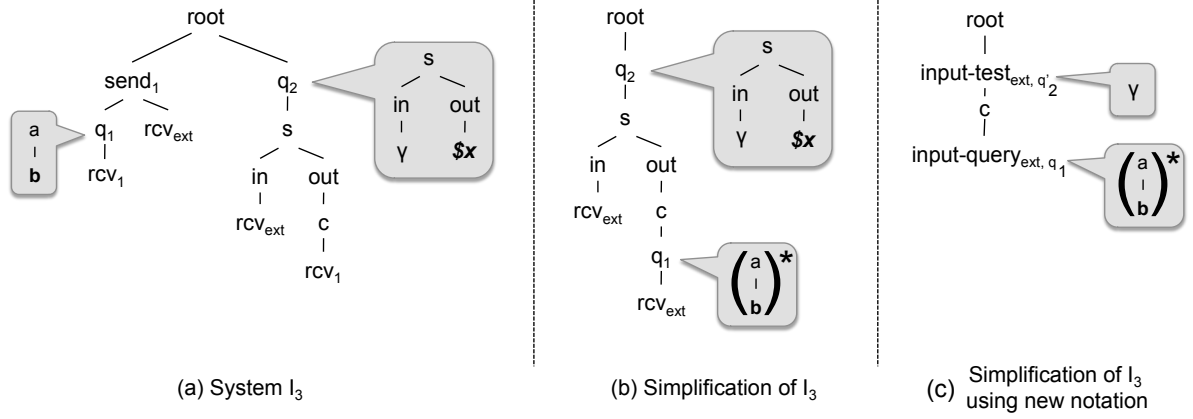 root
send₁
q₂
a
b
q₁
rcvₑₓₜ
rcv₁
s
in
out
γ
$x
s
in
out
rcvₑₓₜ
c
rcv₁
(a) System I₃
root
q₂
s
in
out
γ
$x
s
in
out
rcvₑₓₜ
c
q₁
(a
b)*
rcvₑₓₜ
(b) Simplification of I₃
root
input-testₑₓₜ, q'₂
γ
c
input-queryₑₓₜ, q₁
(a
b)*
(c) Simplification of I₃
using new notation